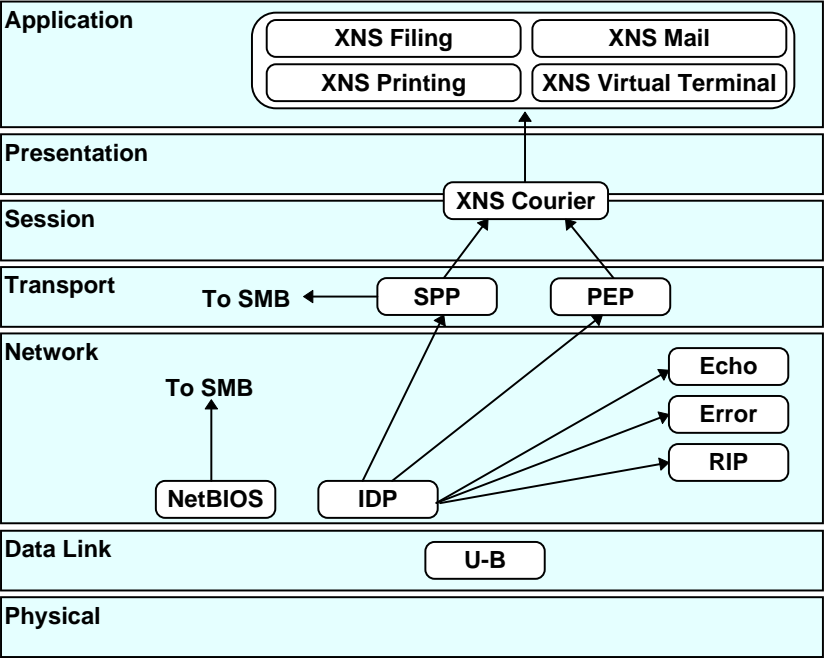 Application
XNS Filing
XNS Mail
XNS Printing
XNS Virtual Terminal
Presentation
XNS Courier
Session
Transport
To SMB
SPP
PEP
Network
To SMB
Echo
Error
RIP
NetBIOS
IDP
Data Link
U-B
Physical